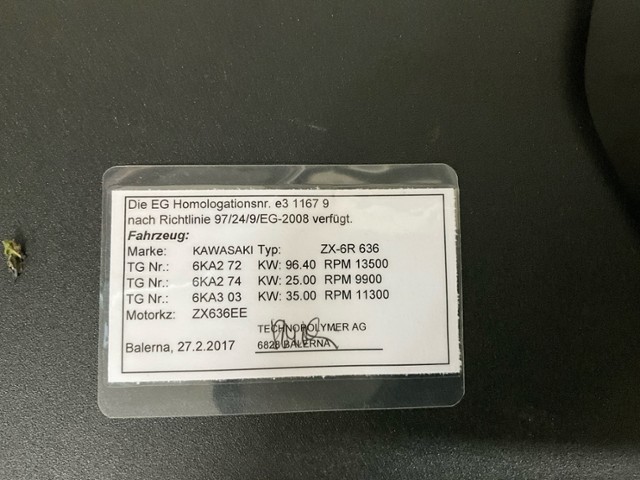 Die EG Homologationsnr. e3 1167 9
nach Richtlinie 97/24/9/EG-2008 verfügt.
Fahrzeug:
Marke: KAWASAKI Typ: ZX-6R 636
TG Nr.: 6KA2 72 KW: 96.40 RPM 13500
TG Nr.: 6KA2 74 KW: 25.00 RPM 9900
TG Nr.: 6KA3 03 KW: 35.00 RPM 11300
Motorkz: ZX636EE
TECHNOPOLYMER AG
Balerna, 27.2.2017 6828 BALERNA